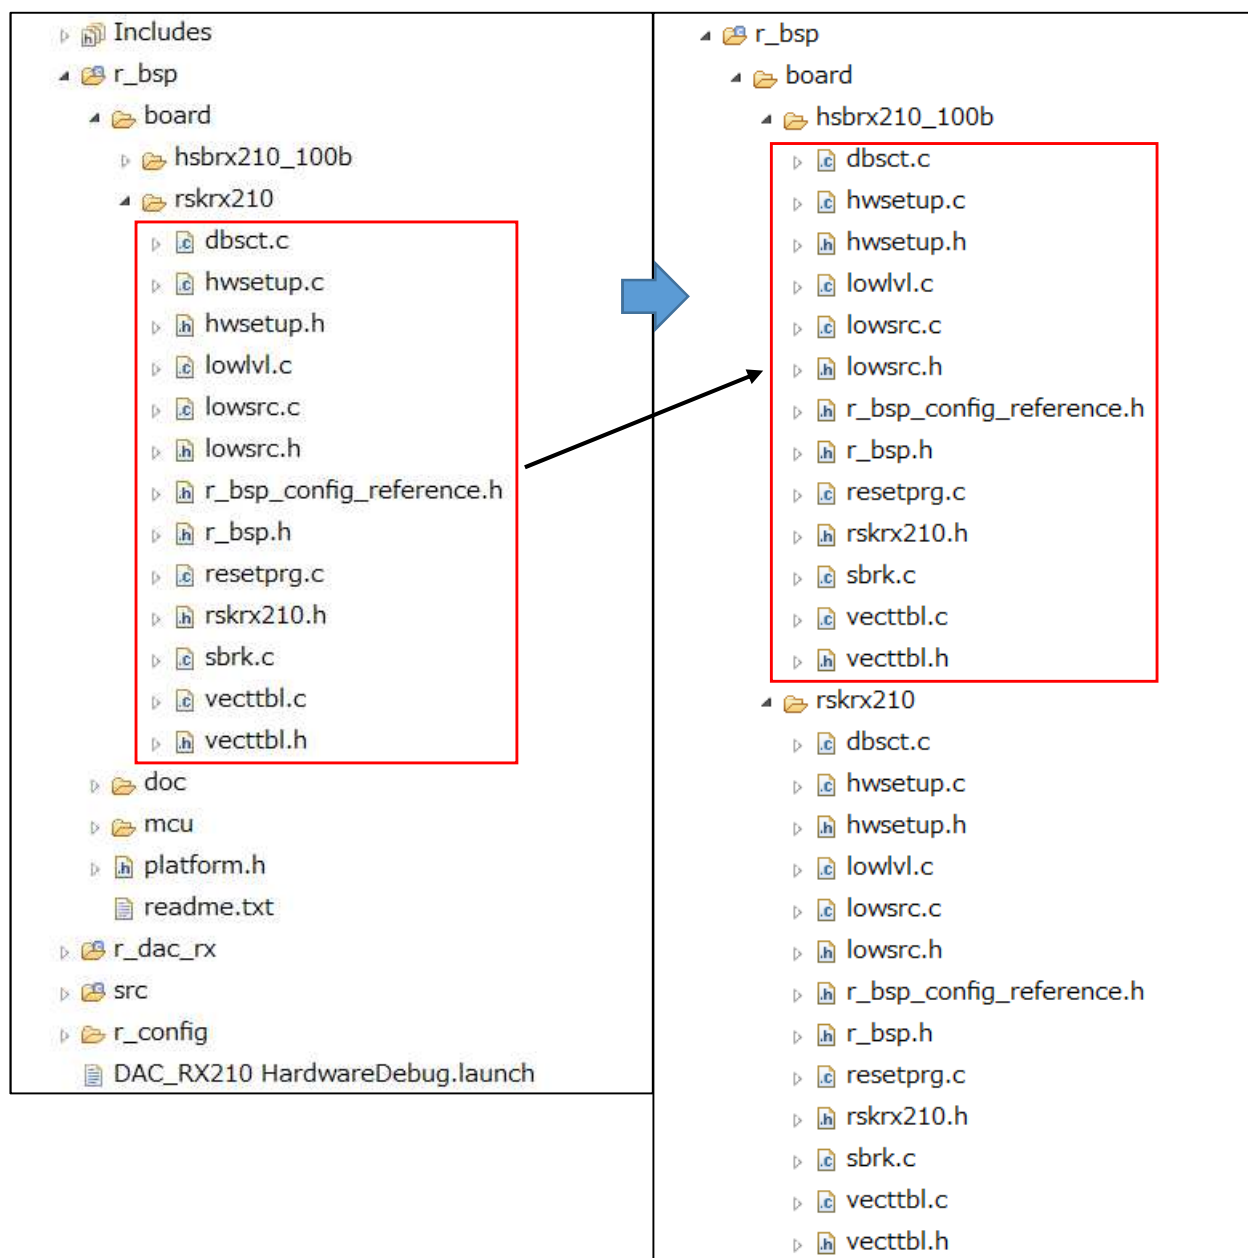 Includes
r_bsp
board
hsbrx210_100b
rskrx210
dbsct.c
hwsetup.c
hwsetup.h
lowlvl.c
lowsrc.c
lowsrc.h
r_bsp_config_reference.h
r_bsp.h
resetprg.c
rskrx210.h
sbrk.c
vecttbl.c
vecttbl.h
doc
mcu
platform.h
readme.txt
r_dac_rx
src
r_config
DAC_RX210 HardwareDebug.launch
r_bsp
board
hsbrx210_100b
dbsct.c
hwsetup.c
hwsetup.h
lowlvl.c
lowsrc.c
lowsrc.h
r_bsp_config_reference.h
r_bsp.h
resetprg.c
rskrx210.h
sbrk.c
vecttbl.c
vecttbl.h
rskrx210
dbsct.c
hwsetup.c
hwsetup.h
lowlvl.c
lowsrc.c
lowsrc.h
r_bsp_config_reference.h
r_bsp.h
resetprg.c
rskrx210.h
sbrk.c
vecttbl.c
vecttbl.h